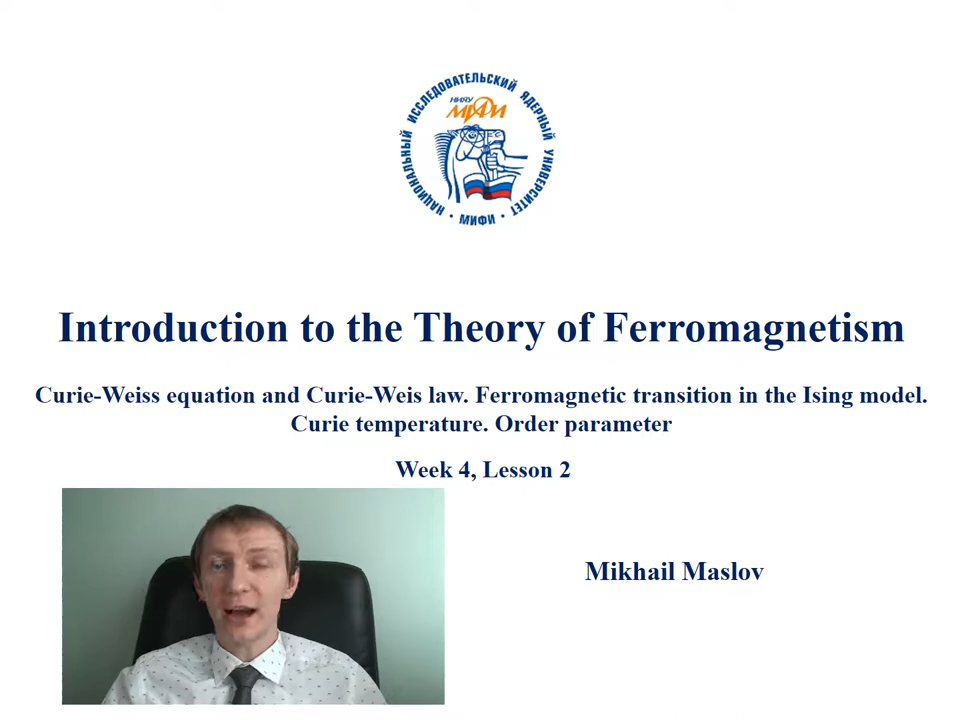 НАЦИОНАЛЬНЫЙ ИССЛЕДОВАТЕЛЬСКИЙ ЯДЕРНЫЙ УНИВЕРСИТЕТ
НИЯУ
МИФИ
• МИФИ •
Introduction to the Theory of Ferromagnetism
Curie-Weiss equation and Curie-Weis law. Ferromagnetic transition in the Ising model.
Curie temperature. Order parameter
Week 4, Lesson 2
Mikhail Maslov